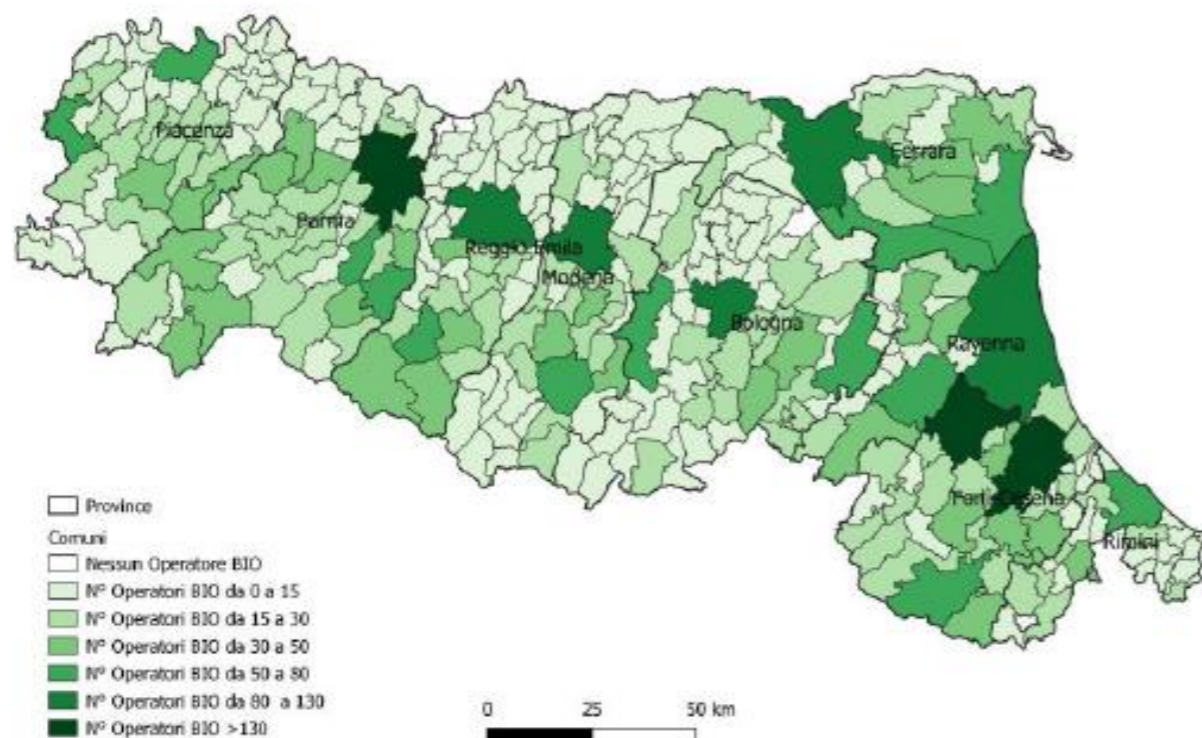 Piacenza
Ferrara
Parma
Reggio Emilia
Modena
Bologna
Ravenna
Forlì-Cesena
Rimini
Province
Comuni
Nessun Operatore BIO
N° Operatori BIO da 0 a 15
N° Operatori BIO da 15 a 30
N° Operatori BIO da 30 a 50
N° Operatori BIO da 50 a 80
N° Operatori BIO da 80 a 130
N° Operatori BIO >130
0 25 50 km